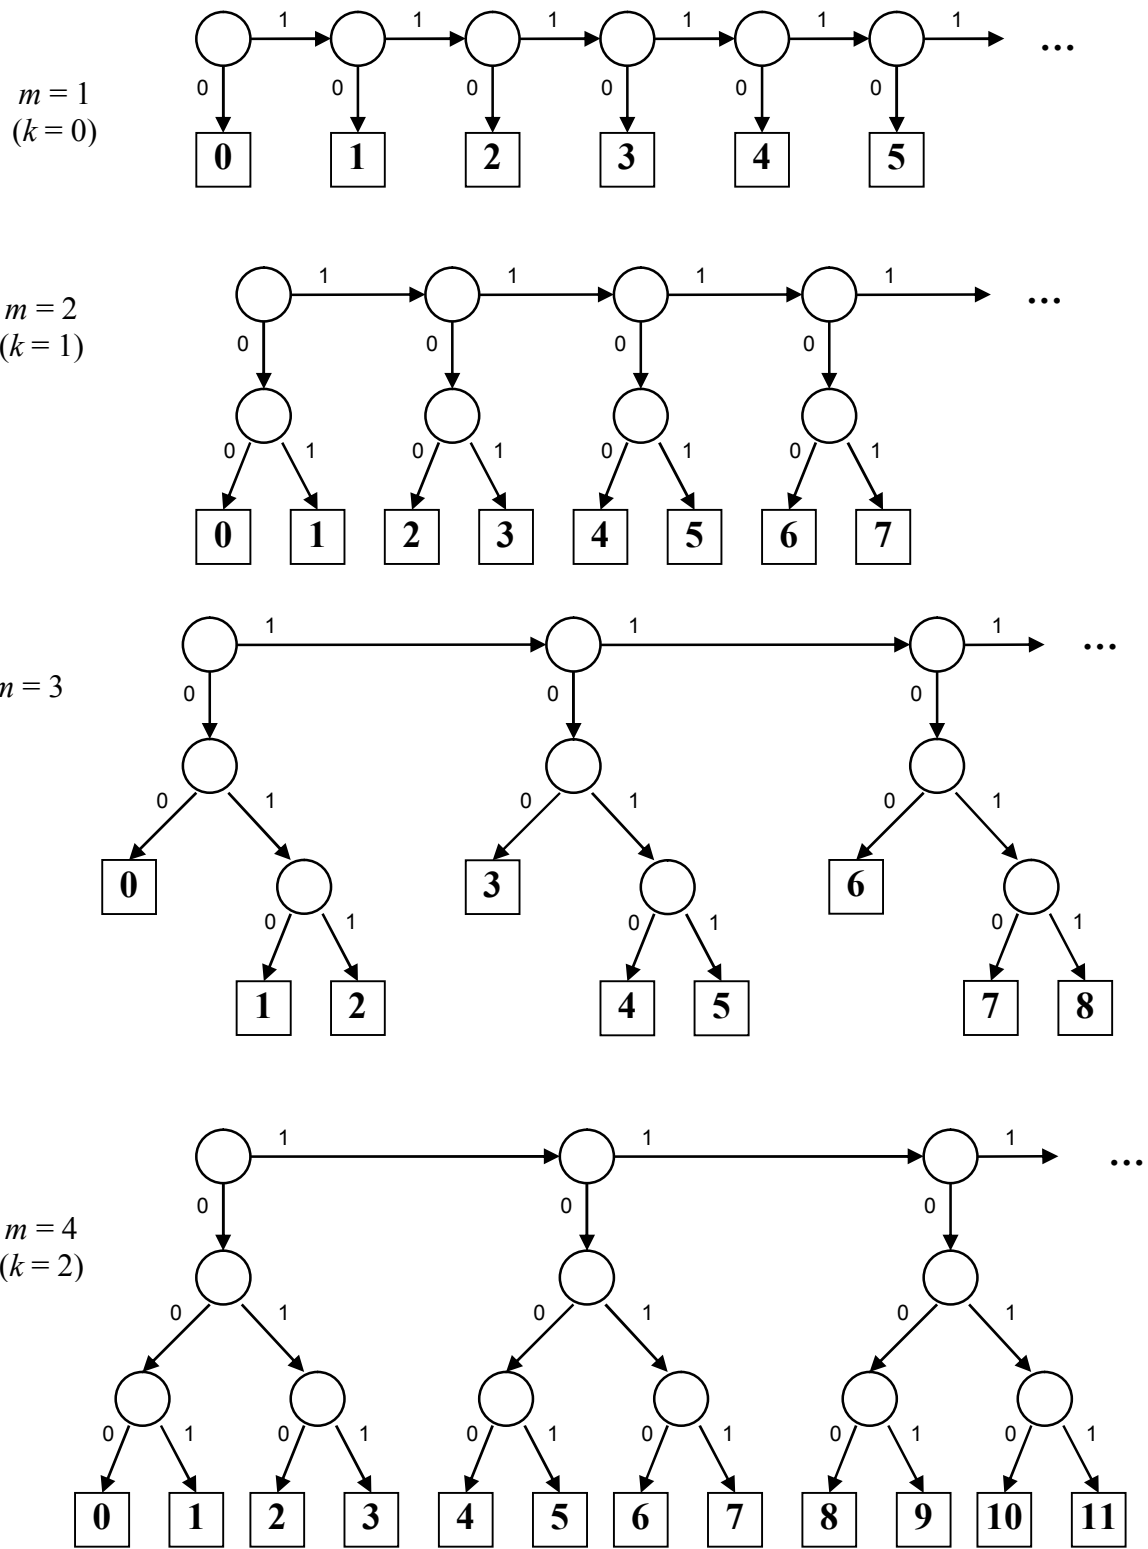 1 1 1 1 1 1 ...
0 0 0 0 0 0
m = 1
(k = 0)
0 1 2 3 4 5
1 1 1 1 ...
m = 2
(k = 1)
0 0 0 0
0 1 0 1 0 1 0 1
0 1 2 3 4 5 6 7
1 1 1 ...
m = 3
0 0 0
0 1 0 1 0 1
0 3 6
0 1 0 1 0 1
1 2 4 5 7 8
1 1 1 ...
0 0 0
m = 4
(k = 2)
0 1 0 1 0 1
0 1 0 1 0 1 0 1 0 1 0 1
0 1 2 3 4 5 6 7 8 9 10 11